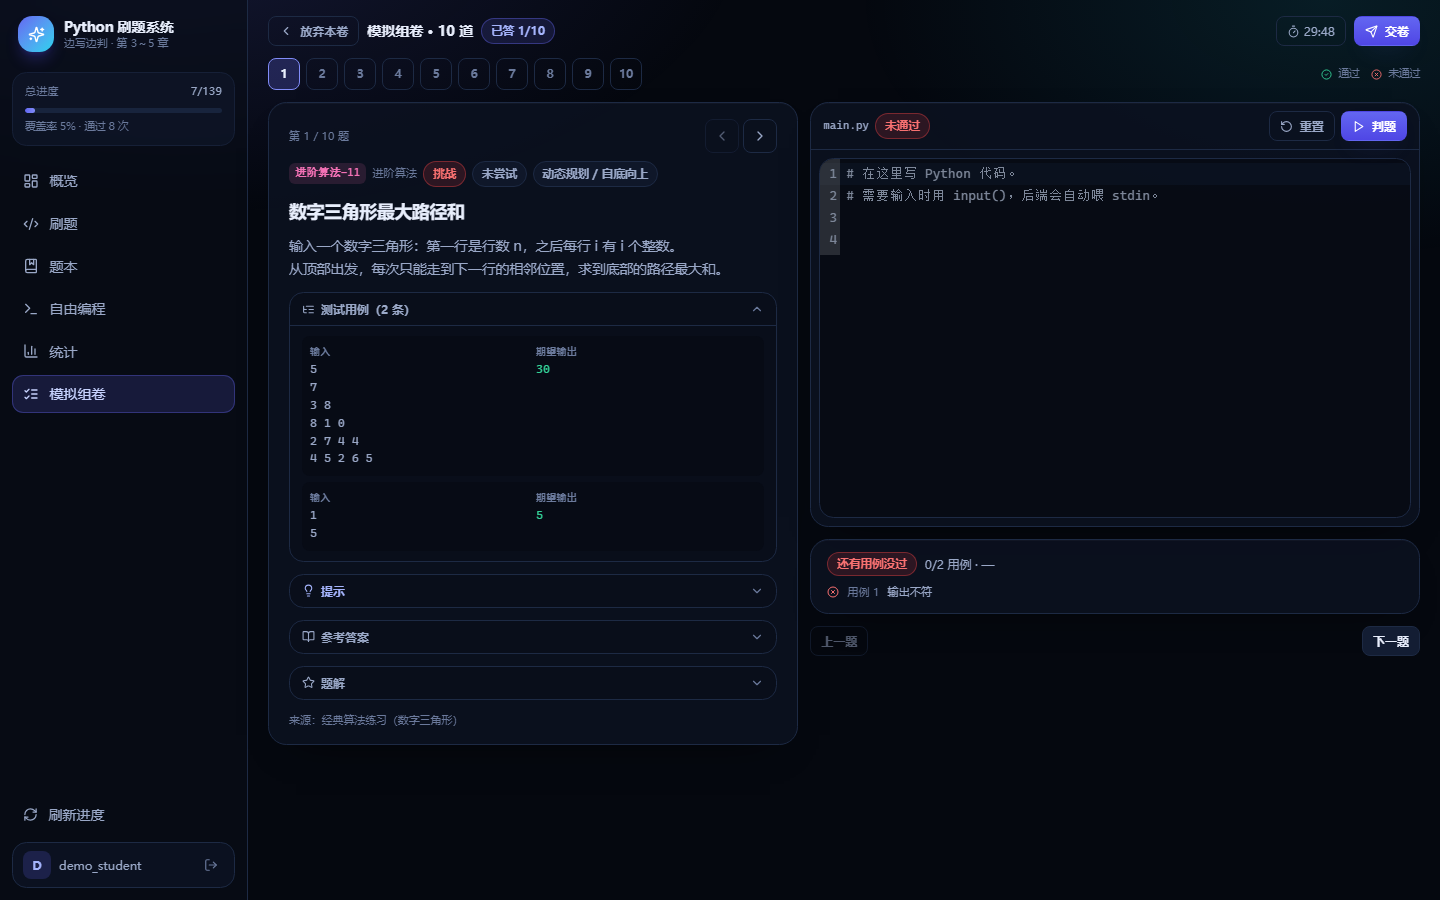 Python 刷题系统
边写边判 · 第 3 ~ 5 章
总进度 7/139
覆盖率 5% · 通过 8 次
概览
刷题
题本
自由编程
统计
模拟组卷
刷新进度
D demo_student
放弃本卷 模拟组卷 • 10 道 已答 1/10 29:48 交卷
1 2 3 4 5 6 7 8 9 10 通过 未通过
第 1 / 10 题
进阶算法-11 进阶算法 挑战 未尝试 动态规划 / 自底向上
数字三角形最大路径和
输入一个数字三角形：第一行是行数 n，之后每行 i 有 i 个整数。
从顶部出发，每次只能走到下一行的相邻位置，求到底部的路径最大和。
测试用例（2 条）
输入 期望输出
5 30
7
3 8
8 1 0
2 7 4 4
4 5 2 6 5
输入 期望输出
1 5
5
提示
参考答案
题解
来源：经典算法练习（数字三角形）
main.py 未通过 重置 判题
1 # 在这里写 Python 代码。
2 # 需要输入时用 input()，后端会自动喂 stdin。
3
4
还有用例没过 0/2 用例 · —
用例 1 输出不符
上一题 下一题